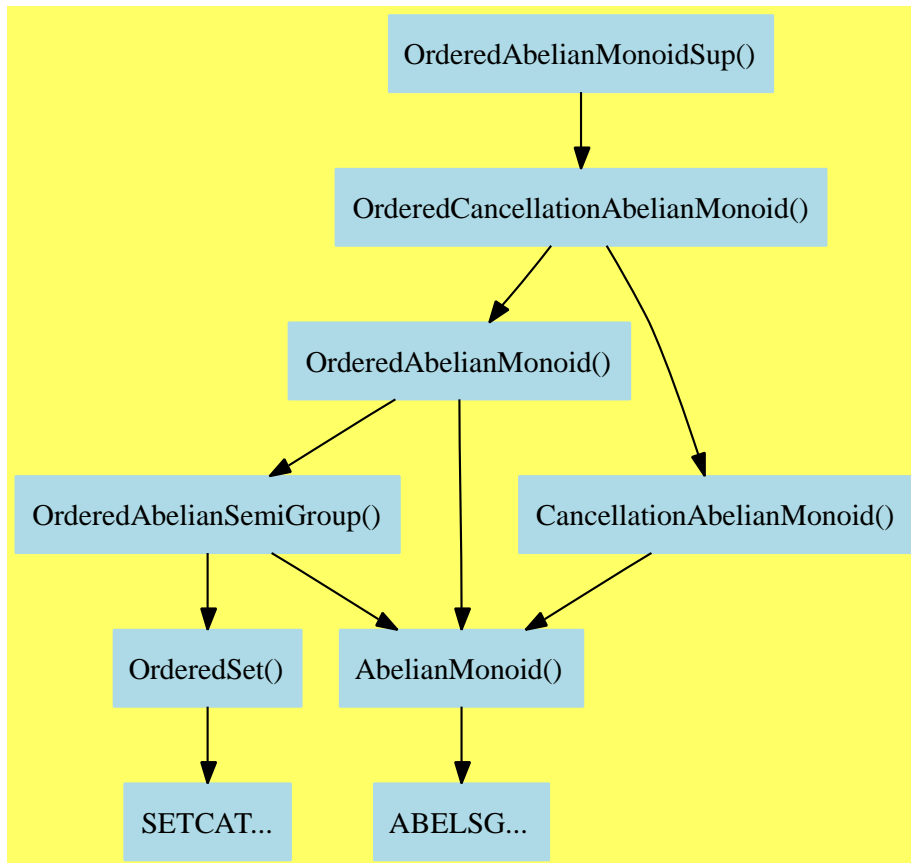 OrderedAbelianMonoidSup()
OrderedCancellationAbelianMonoid()
OrderedAbelianMonoid()
OrderedAbelianSemiGroup()
CancellationAbelianMonoid()
OrderedSet()
AbelianMonoid()
SETCAT...
ABELSG...